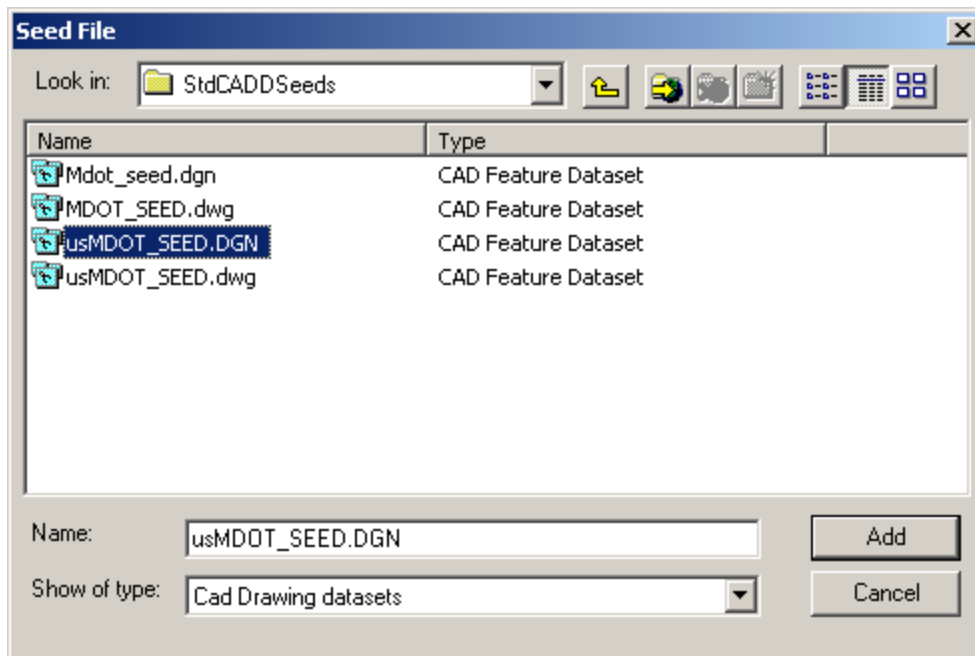 Seed File
Look in: StdCADDSeeds
Name Type
Mdot_seed.dgn CAD Feature Dataset
MDOT_SEED.dwg CAD Feature Dataset
usMDOT_SEED.DGN CAD Feature Dataset
usMDOT_SEED.dwg CAD Feature Dataset
Name: usMDOT_SEED.DGN Add
Show of type: Cad Drawing datasets Cancel